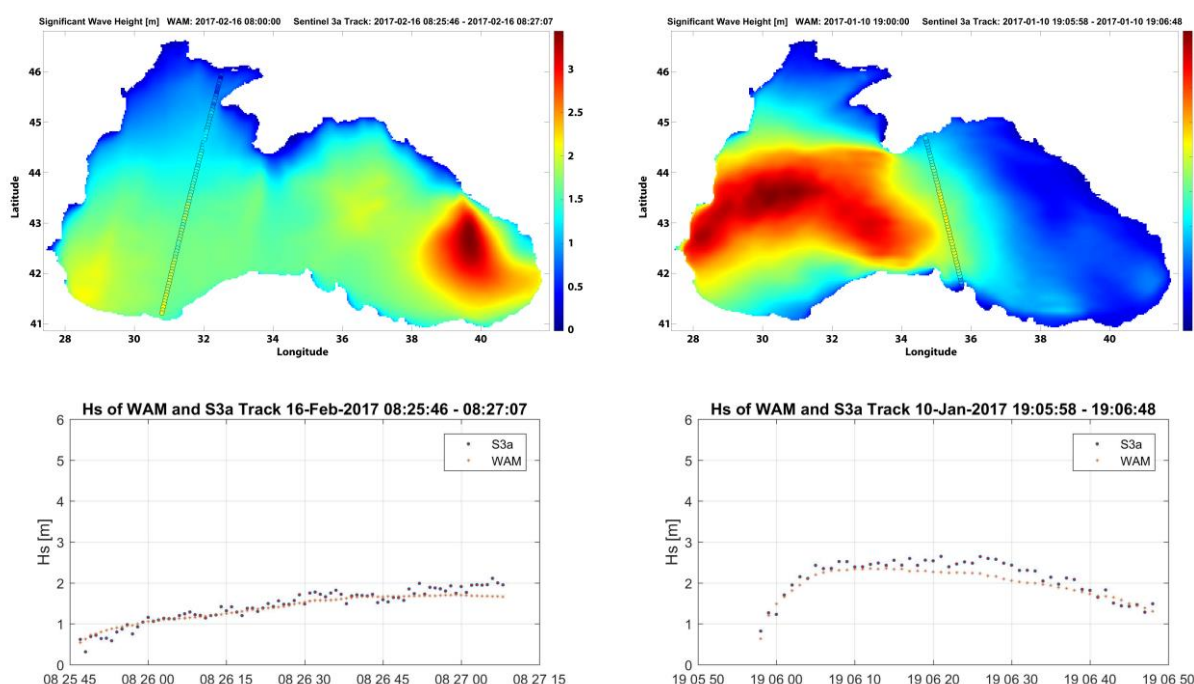 Significant Wave Height [m] WAM: 2017-02-16 08:00:00 Sentinel 3a Track: 2017-02-16 08:25:46 - 2017-02-16 08:27:07
46
45
44
43
42
41
Latitude
28 30 32 34 36 38 40
Longitude
3
2.5
2
1.5
1
0.5
0
Significant Wave Height [m] WAM: 2017-01-10 19:00:00 Sentinel 3a Track: 2017-01-10 19:05:58 - 2017-01-10 19:06:48
46
45
44
43
42
41
Latitude
28 30 32 34 36 38 40
Longitude
Hs of WAM and S3a Track 16-Feb-2017 08:25:46 - 08:27:07
6
5
4
3
2
1
0
Hs [m]
S3a
WAM
08 25 45 08 26 00 08 26 15 08 26 30 08 26 45 08 27 00 08 27 15
Hs of WAM and S3a Track 10-Jan-2017 19:05:58 - 19:06:48
6
5
4
3
2
1
0
Hs [m]
S3a
WAM
19 05 50 19 06 00 19 06 10 19 06 20 19 06 30 19 06 40 19 06 50